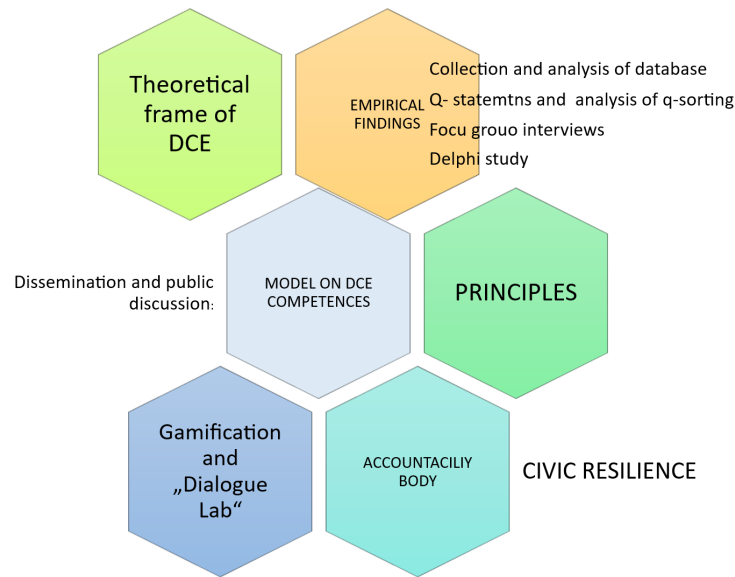 Theoretical
frame of
DCE
EMPIRICAL
FINDINGS
Collection and analysis of database
Q- statemtns and analysis of q-sorting
Focu grouo interviews
Delphi study
Dissemination and public
discussion:
MODEL ON DCE
COMPETENCES
PRINCIPLES
Gamification
and
„Dialogue
Lab“
ACCOUNTACILIY
BODY
CIVIC RESILIENCE